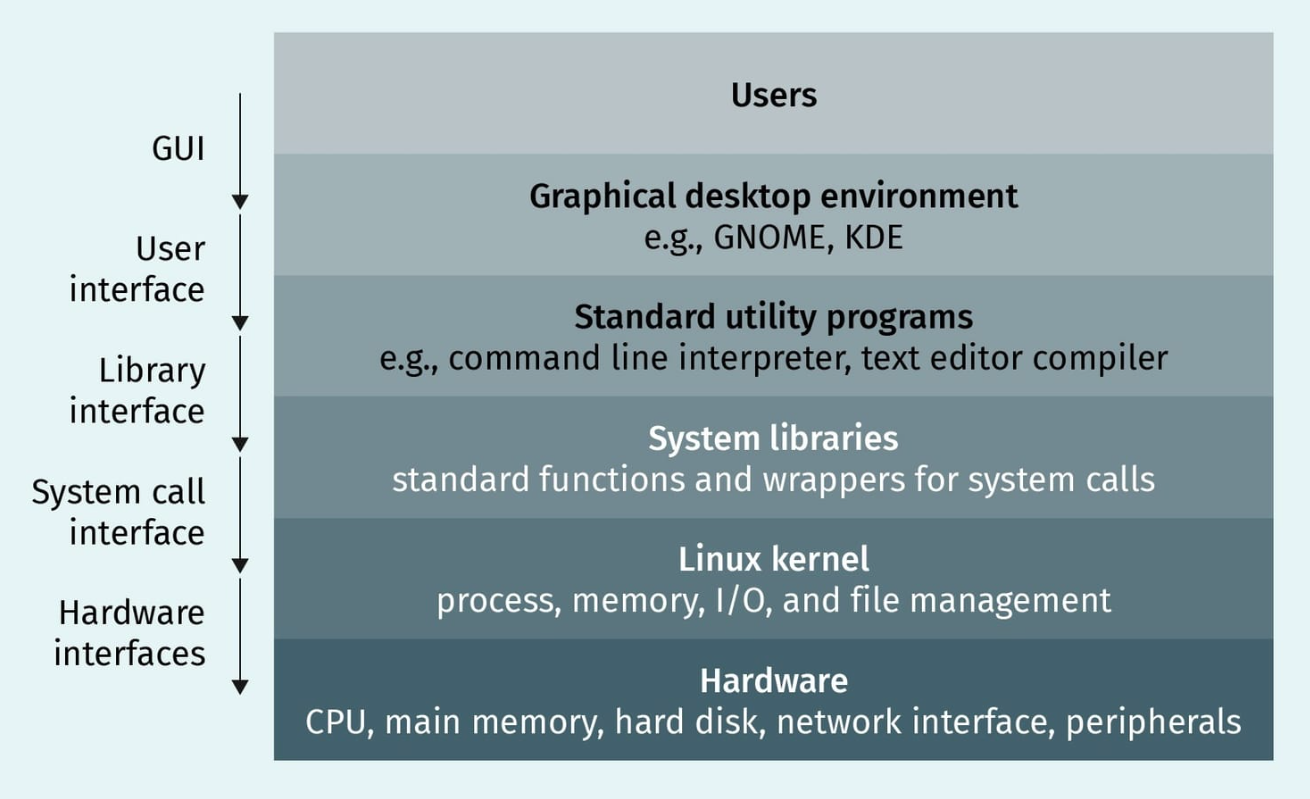 Users
GUI
Graphical desktop environment
e.g., GNOME, KDE
User
interface
Standard utility programs
e.g., command line interpreter, text editor compiler
Library
interface
System libraries
standard functions and wrappers for system calls
System call
interface
Linux kernel
process, memory, I/O, and file management
Hardware
interfaces
Hardware
CPU, main memory, hard disk, network interface, peripherals